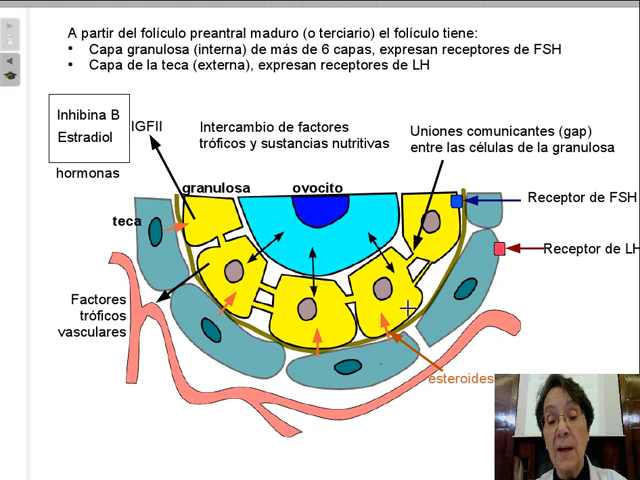 A partir del folículo preantral maduro (o terciario) el folículo tiene:
• Capa granulosa (interna) de más de 6 capas, expresan receptores de FSH
• Capa de la teca (externa), expresan receptores de LH
Inhibina B
Estradiol
IGFII
hormonas
Intercambio de factores
tróficos y sustancias nutritivas
Uniones comunicantes (gap)
entre las células de la granulosa
granulosa
ovocito
teca
Receptor de FSH
Receptor de LH
Factores
tróficos
vasculares
esteroides